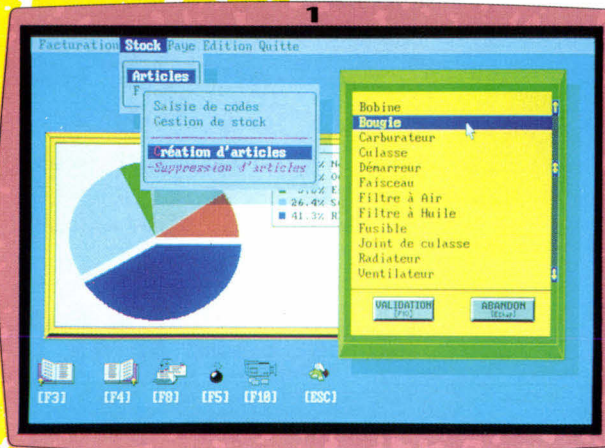 1
Facturation Stock Paye Edition Quitte
Articles
F
Saisie de codes
Gestion de stock
Création d'articles
-Suppression d'articles
26.4%
41.3%
Bobine
Bougie
Carburateur
Culasse
Démarreur
Faisceau
Filtre à Air
Filtre à Huile
Fusible
Joint de culasse
Radiateur
Ventilateur
VALIDATION
[F10]
ABANDON
[Echap]
[F3] [F4] [F8] [F5] [F10] [ESC]